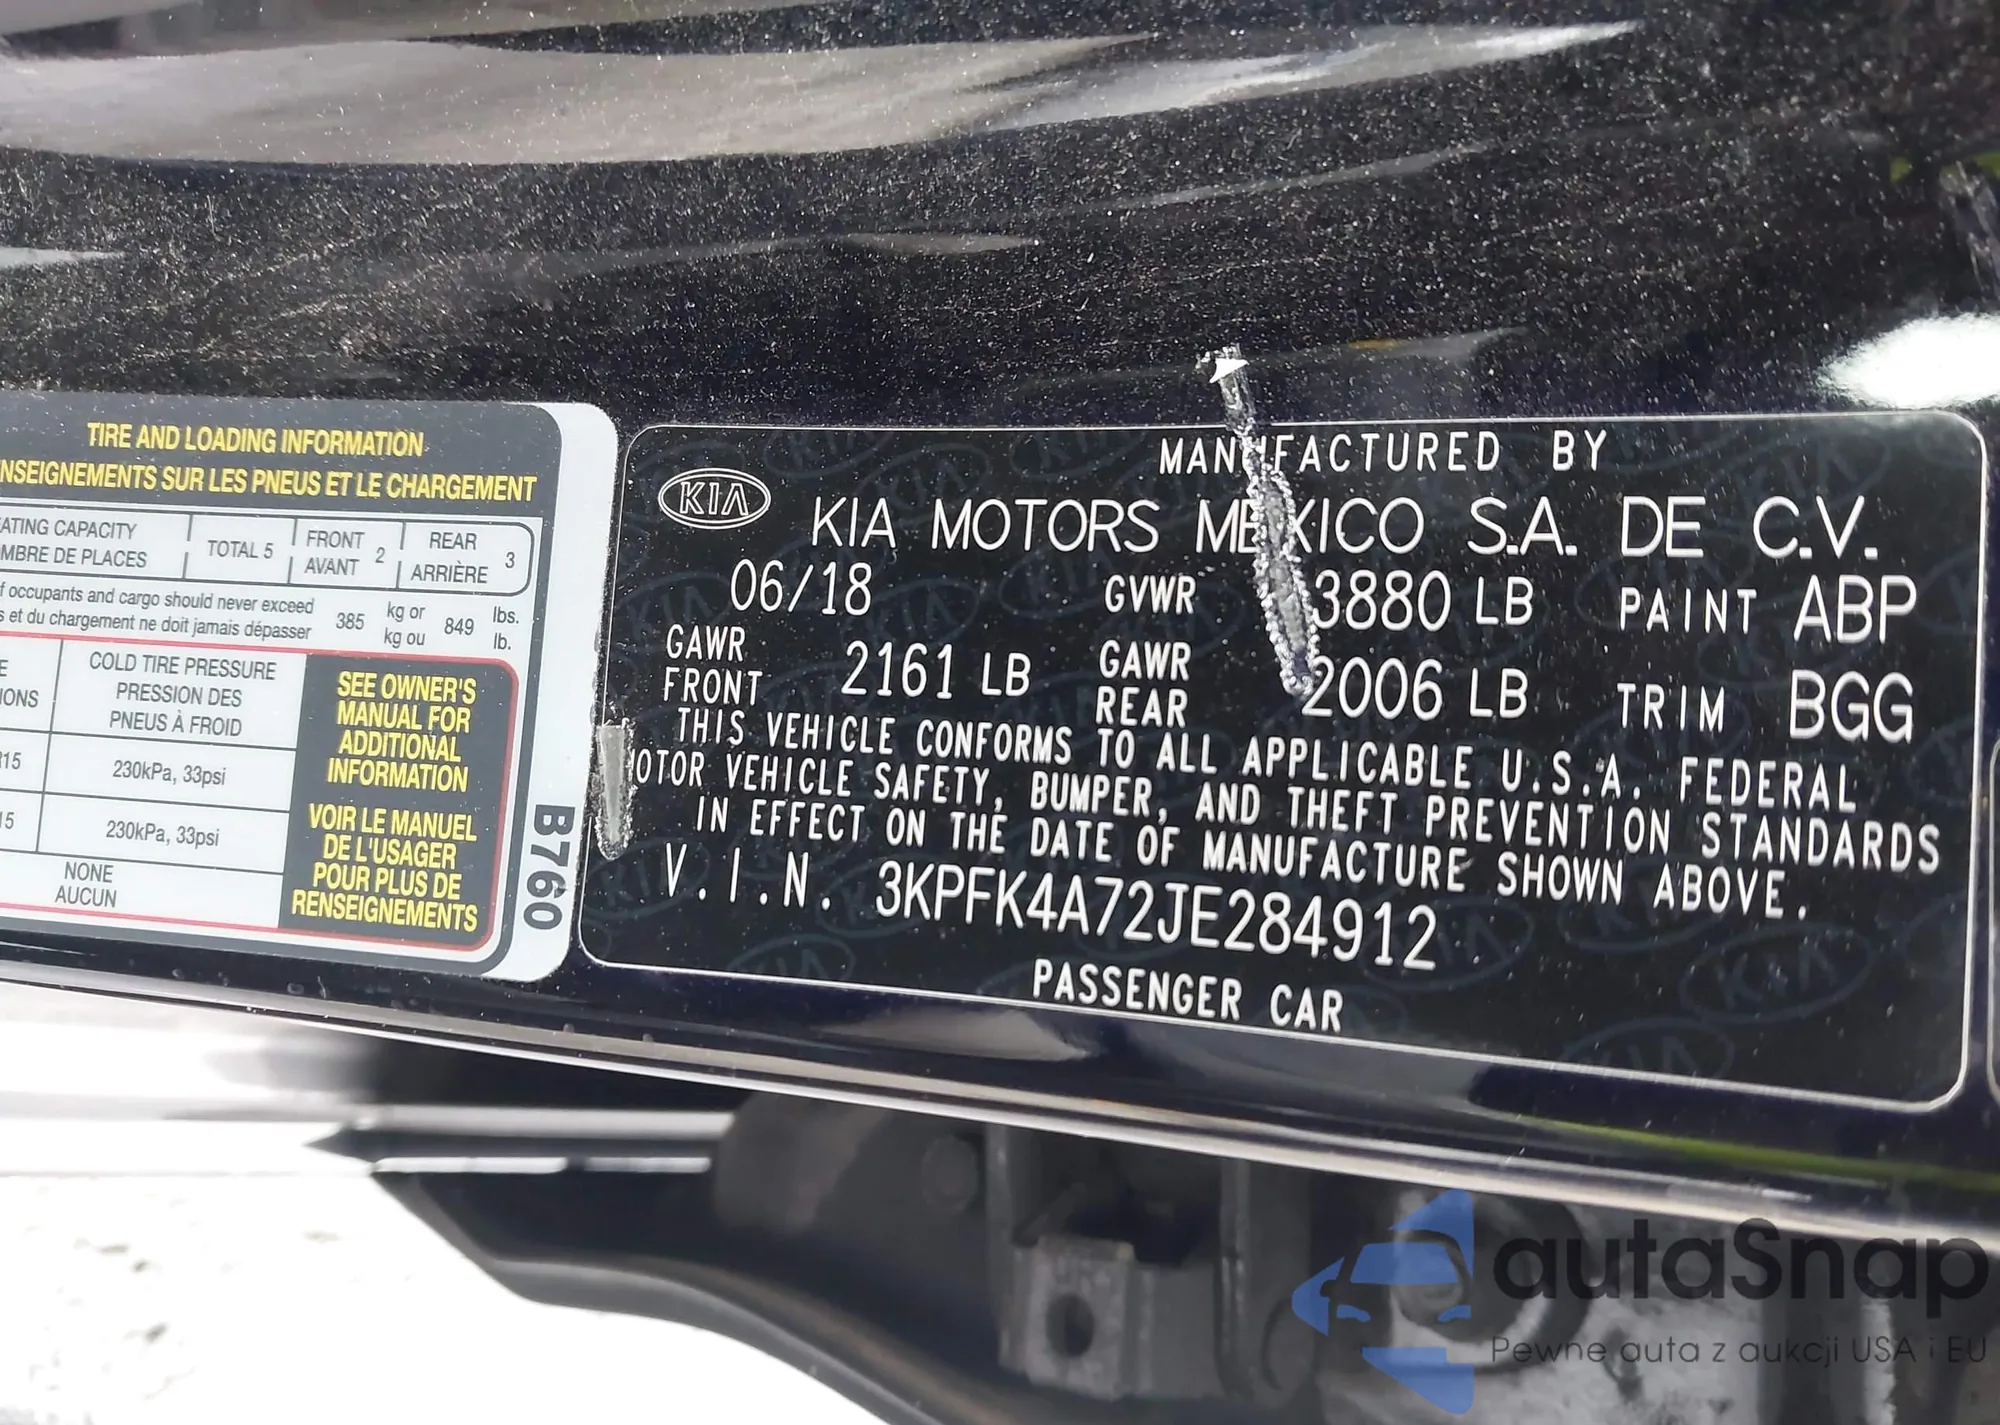 TIRE AND LOADING INFORMATION
NSEIGNEMENTS SUR LES PNEUS ET LE CHARGEMENT
ATING CAPACITY
MBRE DE PLACES
TOTAL 5
FRONT
AVANT
2
REAR
ARRIÈRE
3
f occupants and cargo should never exceed
s et du chargement ne doit jamais dépasser
385
kg or
kg ou
849
lbs.
lb.
E
IONS
COLD TIRE PRESSURE
PRESSION DES
PNEUS À FROID
R15
230kPa, 33psi
15
230kPa, 33psi
NONE
AUCUN
SEE OWNER'S
MANUAL FOR
ADDITIONAL
INFORMATION
VOIR LE MANUEL
DE L'USAGER
POUR PLUS DE
RENSEIGNEMENTS
B760
MANUFACTURED BY
KIA
KIA MOTORS MEXICO S.A. DE C.V.
06/18 GVWR 3880 LB PAINT ABP
GAWR
FRONT
2161 LB
GAWR
REAR
2006 LB TRIM BGG
THIS VEHICLE CONFORMS TO ALL APPLICABLE U.S.A. FEDERAL
MOTOR VEHICLE SAFETY, BUMPER, AND THEFT PREVENTION STANDARDS
IN EFFECT ON THE DATE OF MANUFACTURE SHOWN ABOVE.
V.I.N. 3KPFK4A72JE284912
PASSENGER CAR
autaSnap
Pewne auta z aukcji USA i EU